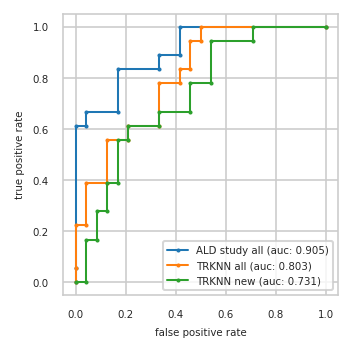 1.0
0.8
0.6
0.4
0.2
0.0
true positive rate
ALD study all (auc: 0.905)
TRKNN all (auc: 0.803)
TRKNN new (auc: 0.731)
0.0 0.2 0.4 0.6 0.8 1.0
false positive rate